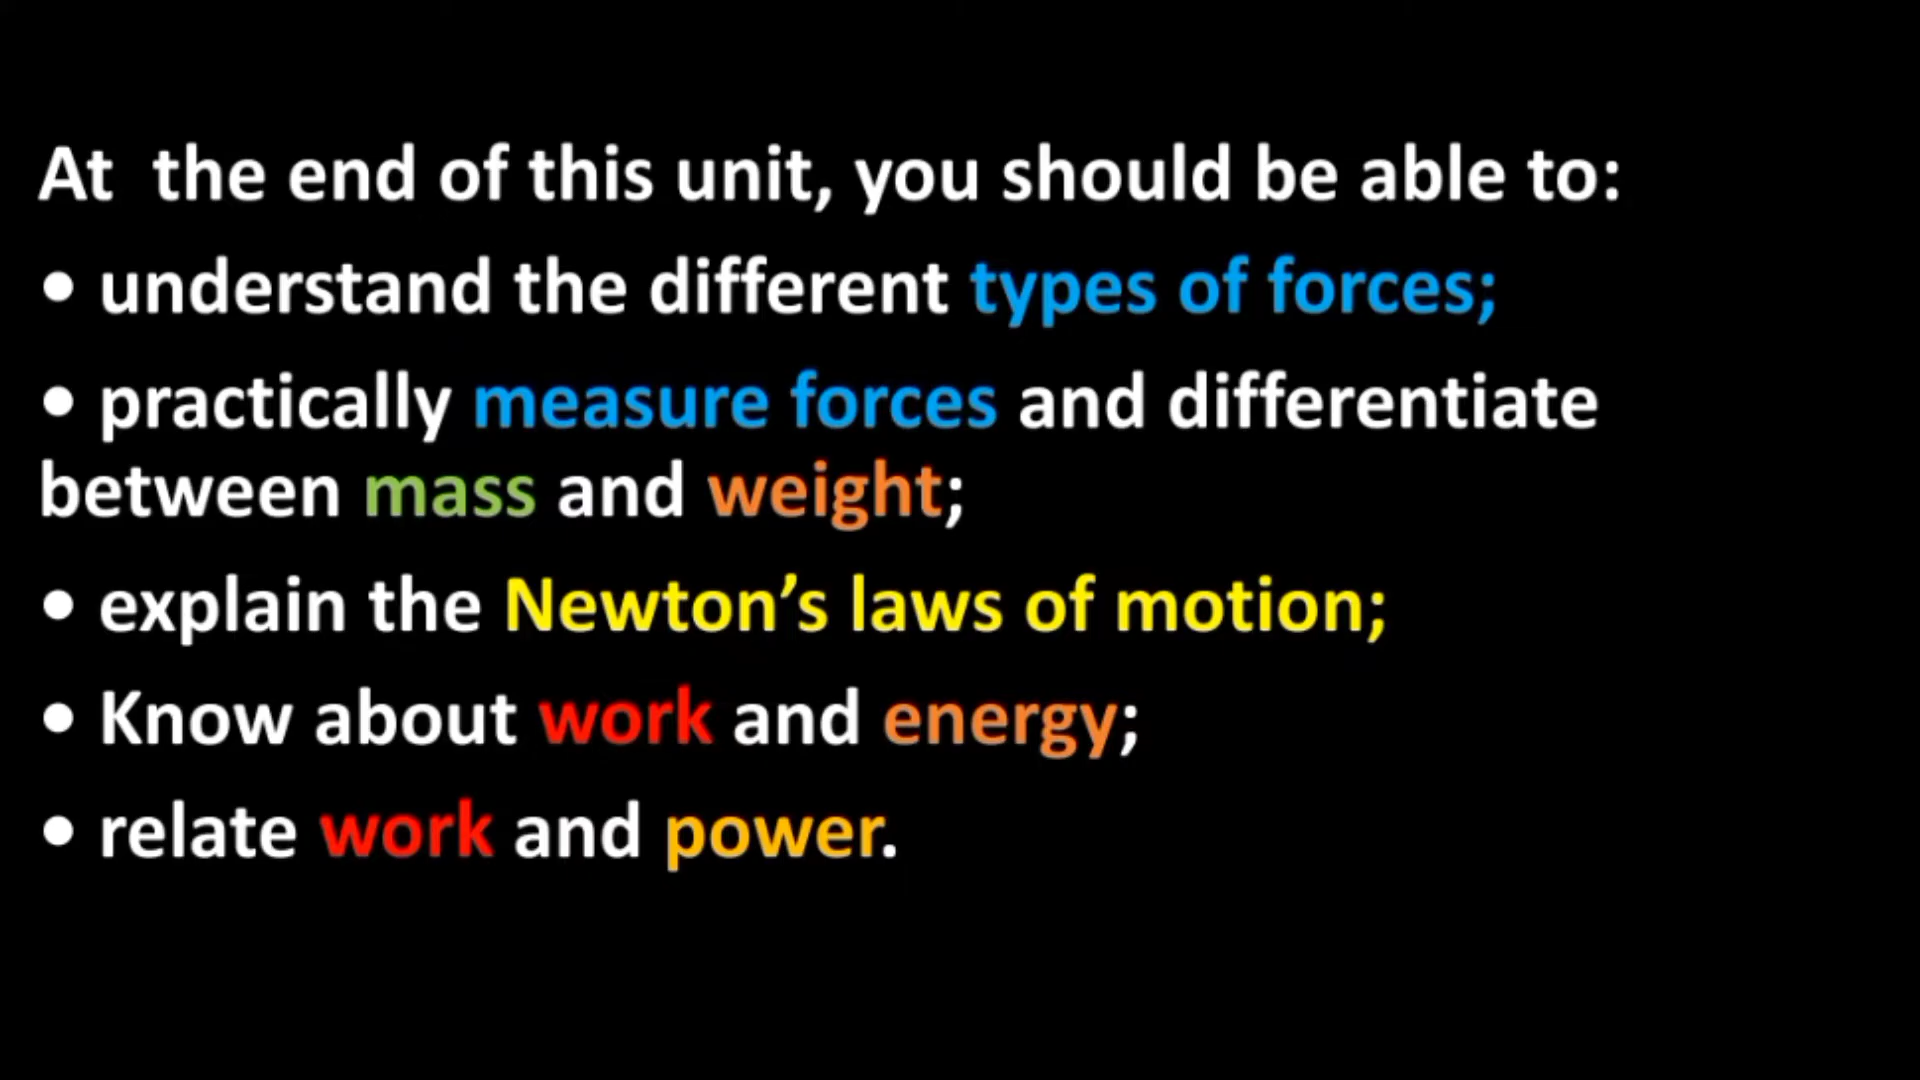 At  the end of this unit, you should be able to:
• understand the different types of forces;
• practically measure forces and differentiate
between mass and weight;
• explain the Newton’s laws of motion;
• Know about work and energy;
• relate work and power.